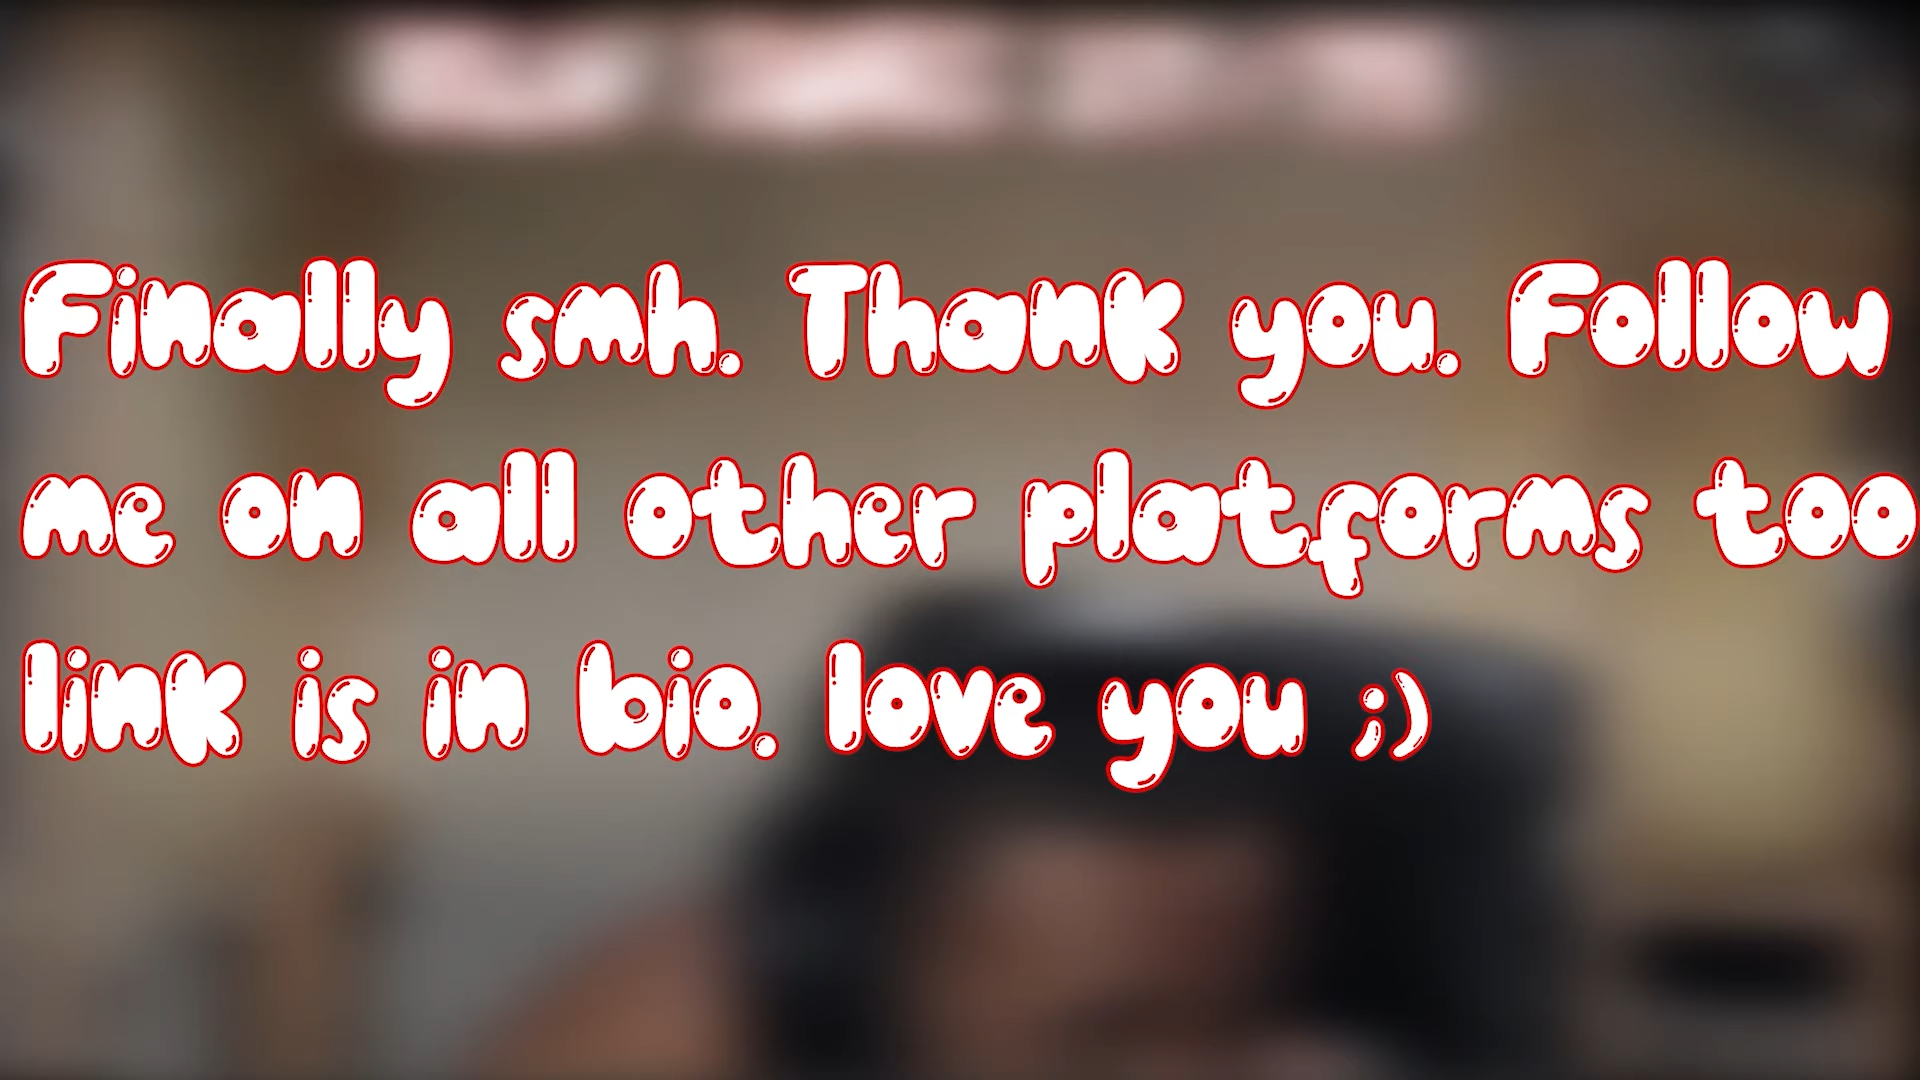 Finally smh. Thank you. Follow
me on all other platforms too
link is in bio. love you ;)